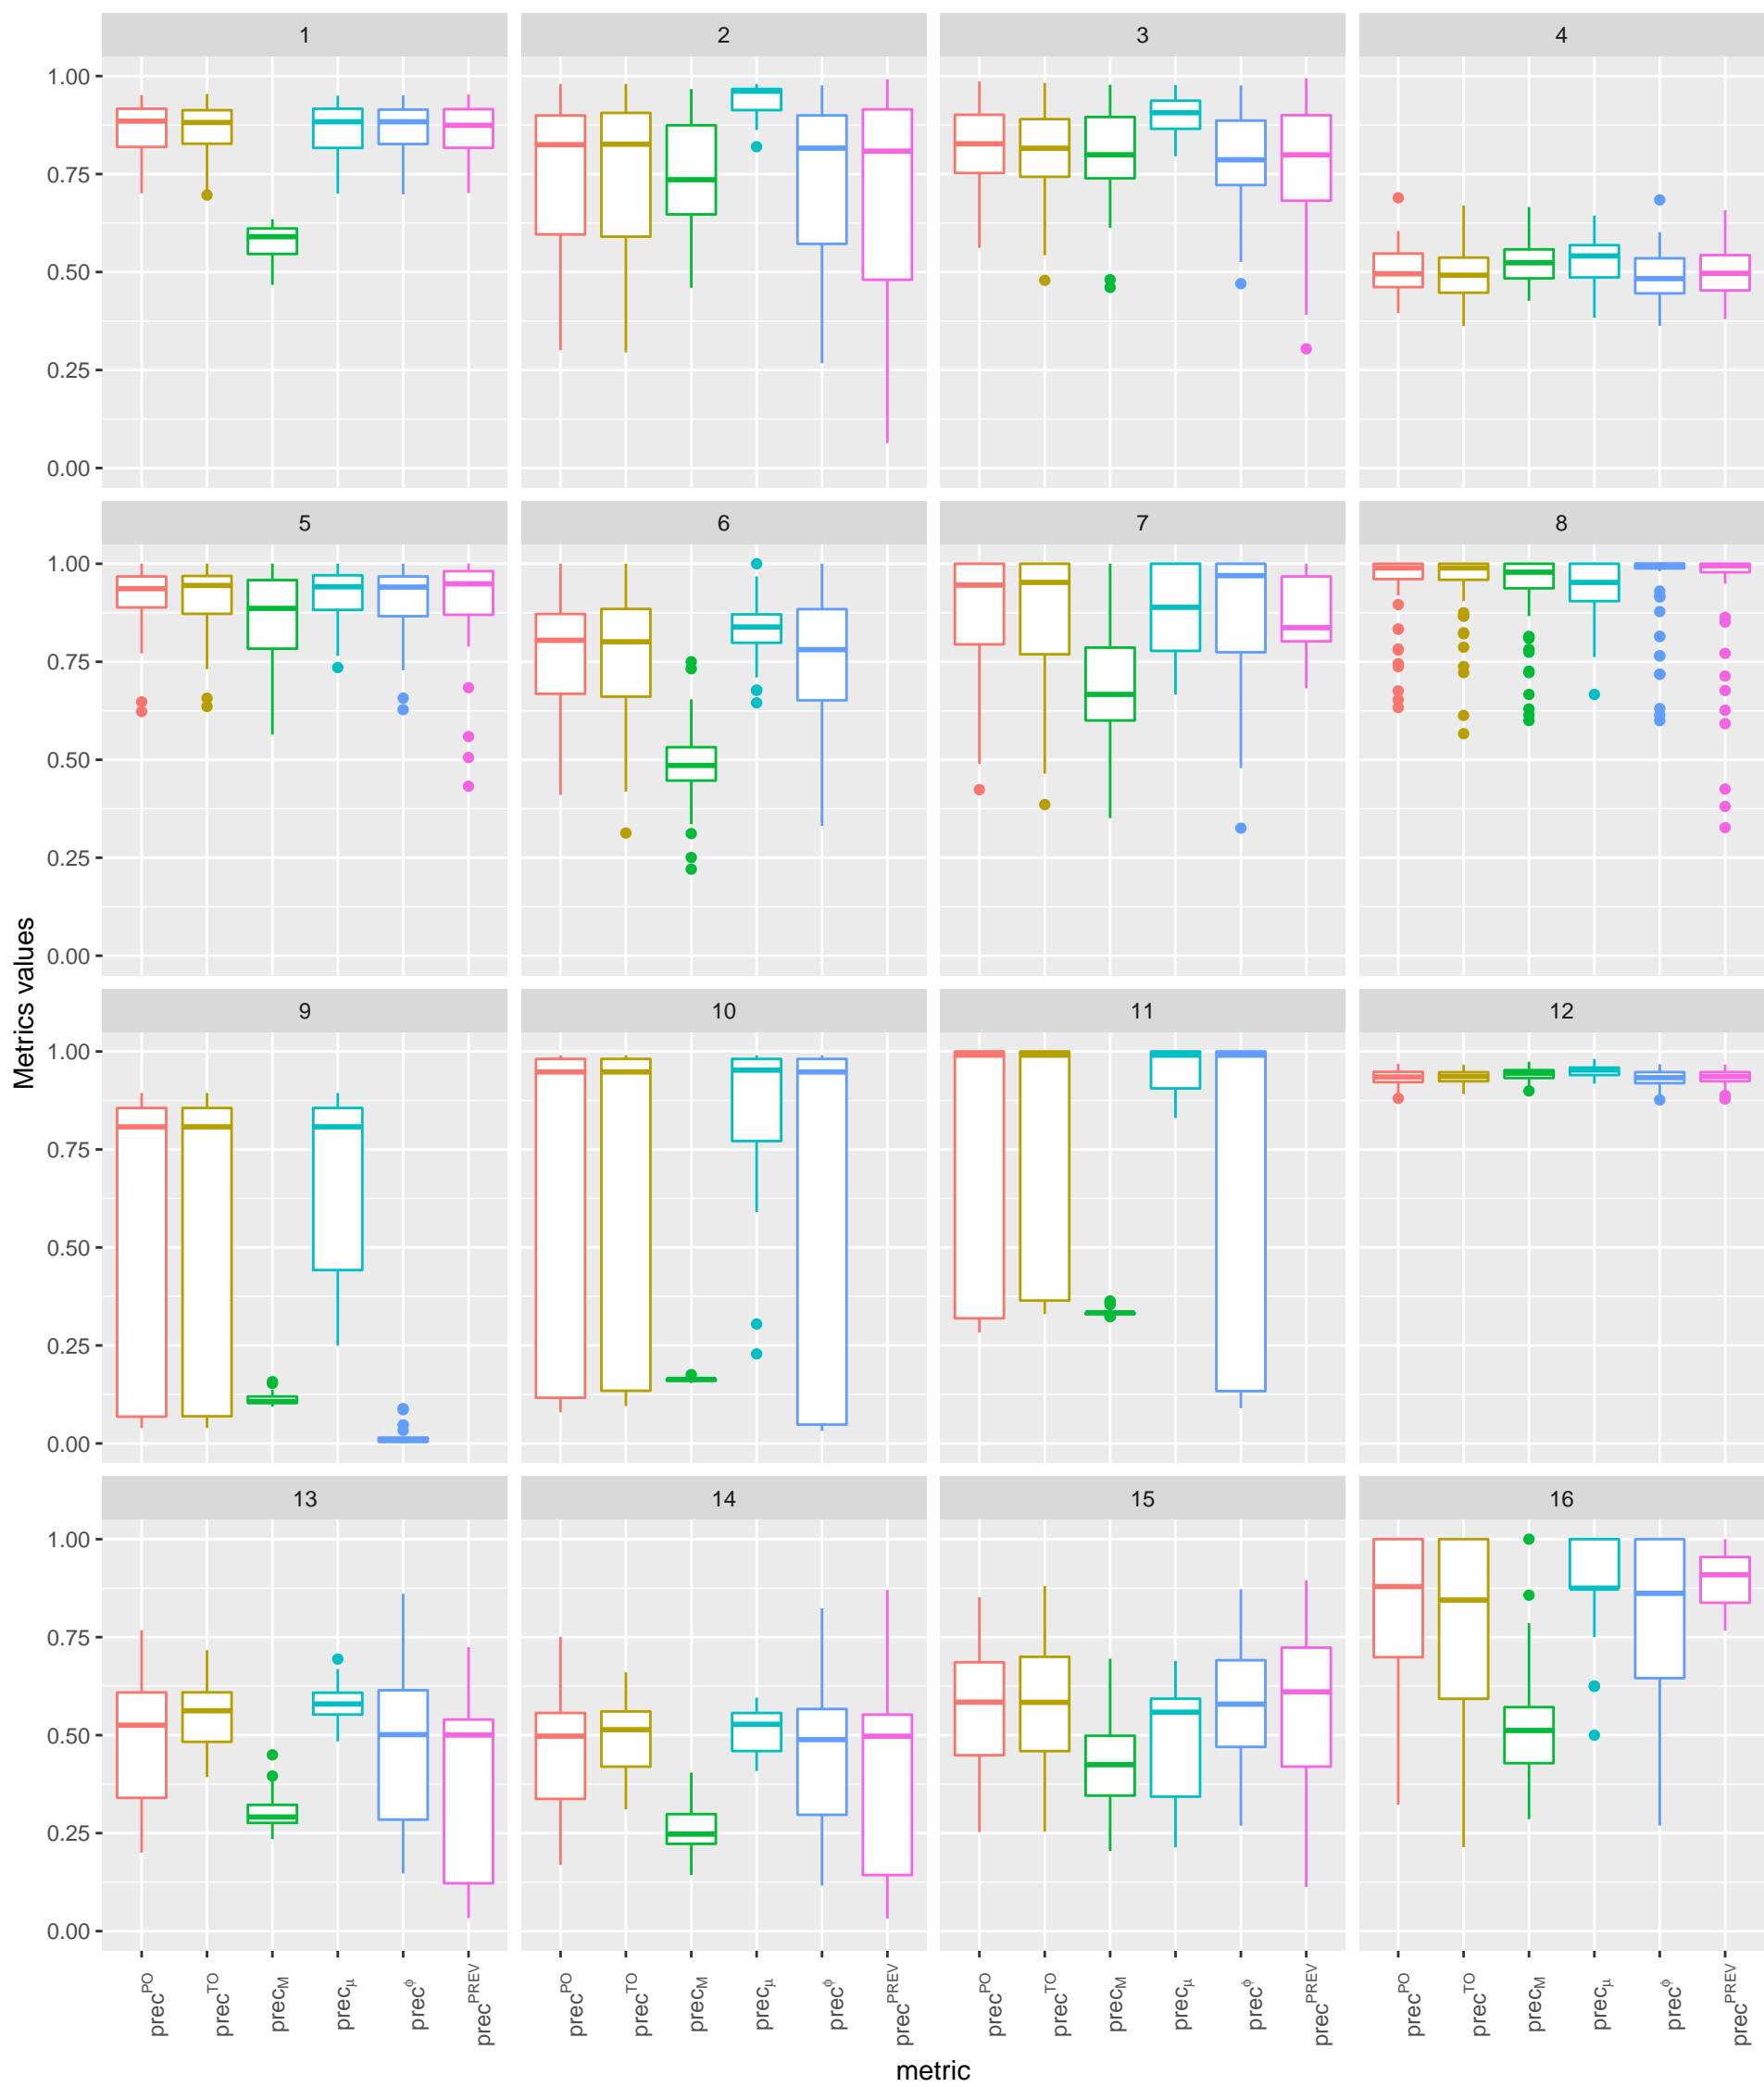 1 2 3 4
1.00
0.75
0.50
0.25
0.00
5 6 7 8
1.00
0.75
0.50
0.25
0.00
Metrics values
9 10 11 12
1.00
0.75
0.50
0.25
0.00
13 14 15 16
1.00
0.75
0.50
0.25
0.00
prec^PO prec^TO prec_M prec_μ prec^φ prec^PREV prec^PO prec^TO prec_M prec_μ prec^φ prec^PREV prec^PO prec^TO prec_M prec_μ prec^φ prec^PREV prec^PO prec^TO prec_M prec_μ prec^φ prec^PREV
metric